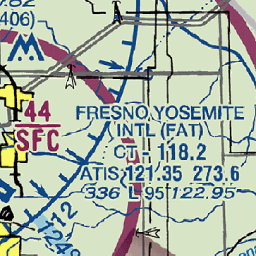 406)
44
SFC
FRESNO YOSEMITE
INTL (FAT)
CT - 118.2
ATIS 121.35 273.6
336 L 95 122.95
T12